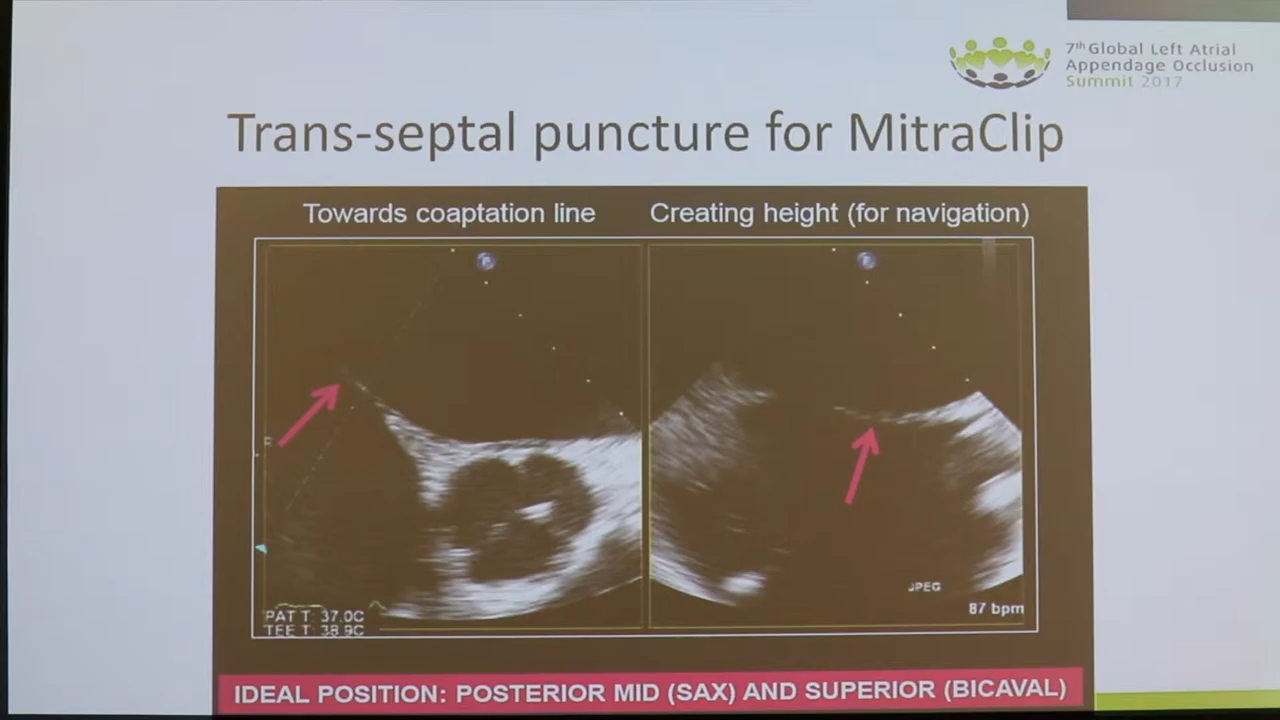 7th Global Left Atrial
Appendage Occlusion
Summit 2017
Trans-septal puncture for MitraClip
Towards coaptation line
Creating height (for navigation)
R
PAT T: 37.0C
TEE T: 38.9C
JPEG
87 bpm
IDEAL POSITION: POSTERIOR MID (SAX) AND SUPERIOR (BICAVAL)